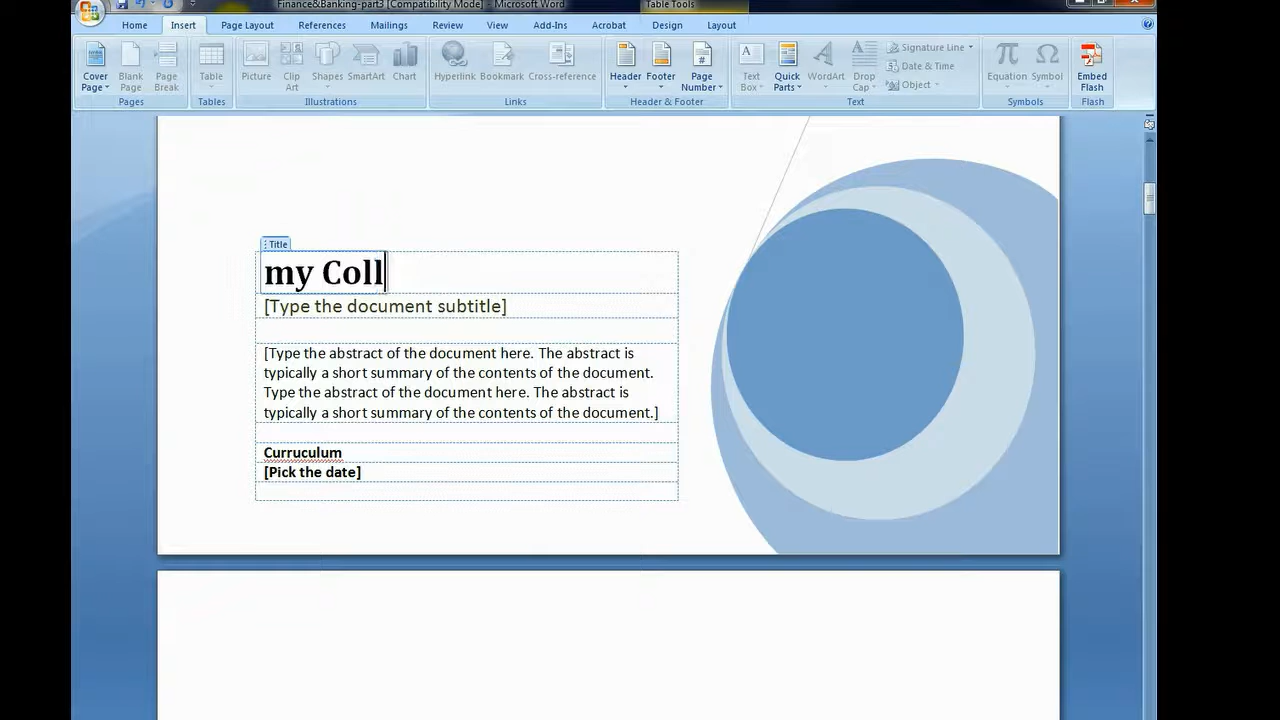 Finance&Banking-part3 [Compatibility Mode] - Microsoft Word Table Tools
Home Insert Page Layout References Mailings Review View Add-Ins Acrobat Design Layout
Cover Page Blank Page Page Break Table Picture Clip Art Shapes SmartArt Chart Hyperlink Bookmark Cross-reference Header Footer Page Number Text Box Quick Parts WordArt Drop Cap Signature Line Date & Time Object Equation Symbol Embed Flash
Pages Tables Illustrations Links Header & Footer Text Symbols Flash
Title
my Coll
[Type the document subtitle]
[Type the abstract of the document here. The abstract is
typically a short summary of the contents of the document.
Type the abstract of the document here. The abstract is
typically a short summary of the contents of the document.]
Curruculum
[Pick the date]